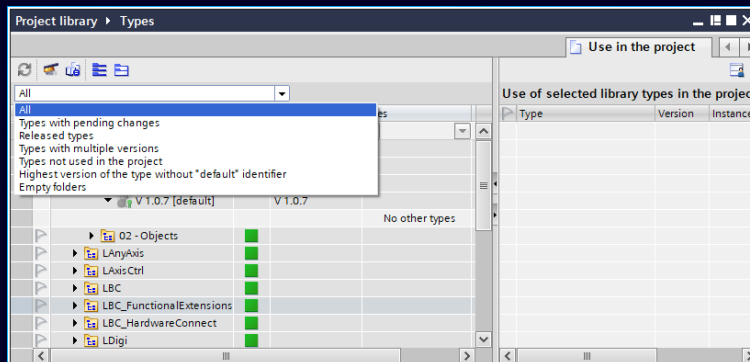 Project library ▸ Types
Use in the project
All
Use of selected library types in the projec
All
Types with pending changes
Released types
Types with multiple versions
Types not used in the project
Highest version of the type without "default" identifier
Empty folders
es
Type Version Instance
V 1.0.7 [default] V 1.0.7
No other types
02 - Objects
LAnyAxis
LAxisCtrl
LBC
LBC_FunctionalExtensions
LBC_HardwareConnect
LDigi